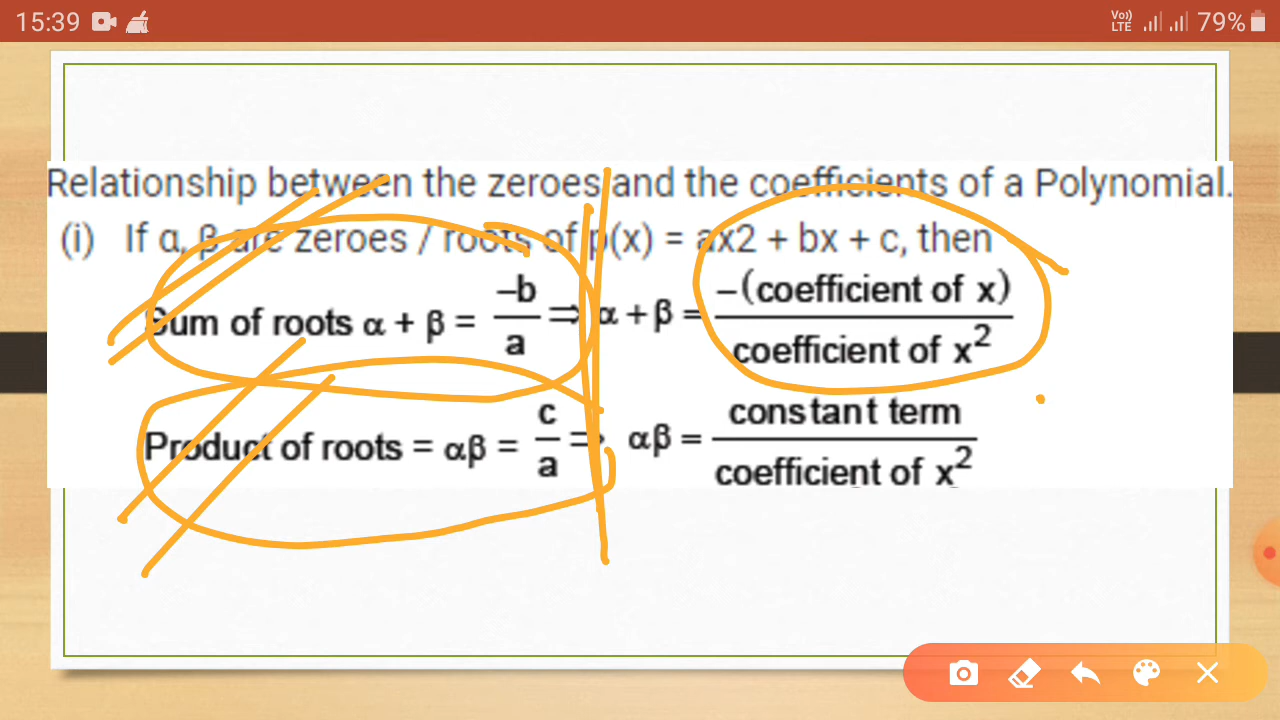 15:39 Vo)) LTE 79%
Relationship between the zeroes and the coefficients of a Polynomial.
(i) If α, β are zeroes / roots of p(x) = ax2 + bx + c, then
Sum of roots α + β = -b/a ⇒ α + β = -(coefficient of x)/coefficient of x²
Product of roots = αβ = c/a ⇒ αβ = constant term/coefficient of x²